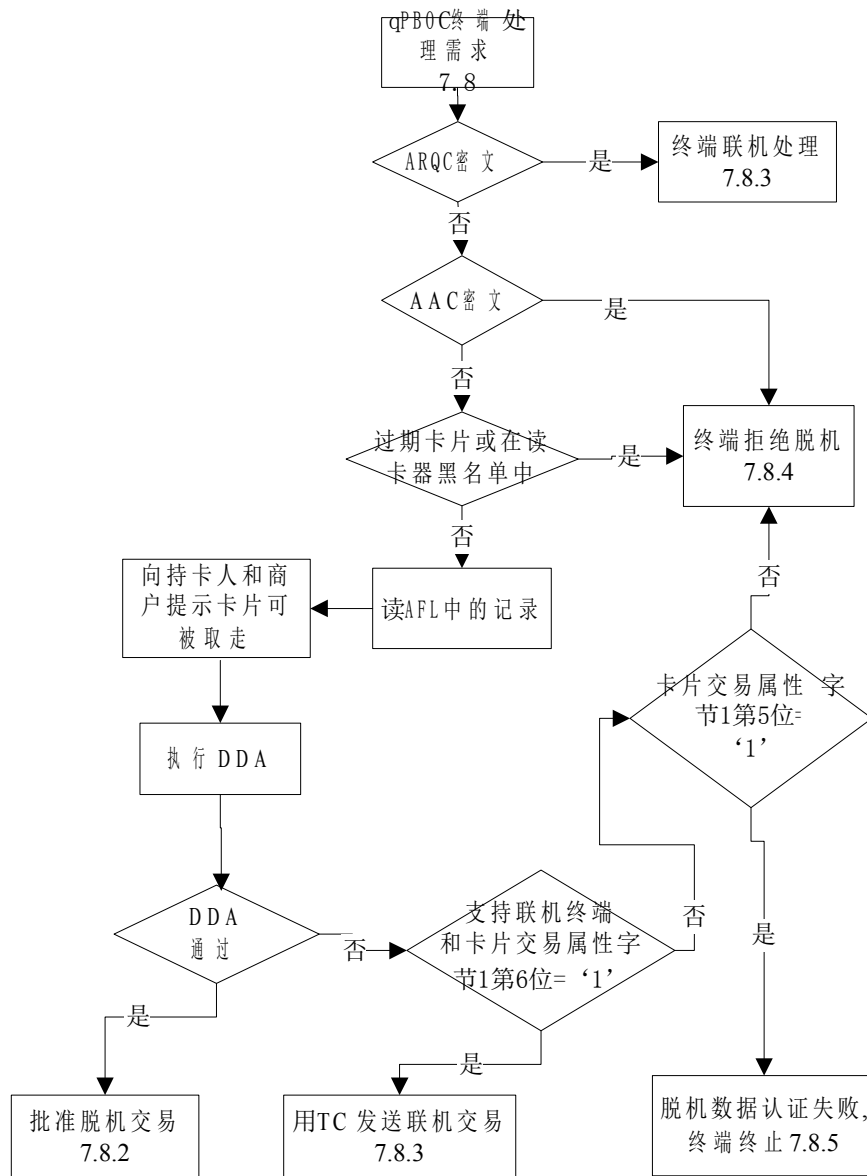 qPBOC终端处
理需求
7.8
ARQC密文
是
终端联机处理
7.8.3
否
AAC密文
是
否
过期卡片或在读
卡器黑名单中
是
终端拒绝脱机
7.8.4
否
否
向持卡人和商
户提示卡片可
被取走
读AFL中的记录
卡片交易属性 字
节1第5位=
‘1’
执行DDA
DDA
通过
否
支持联机终端
和卡片交易属性字
节1第6位= ‘1’
否
是
是
是
批准脱机交易
7.8.2
用TC 发送联机交易
7.8.3
脱机数据认证失败,
终端终止 7.8.5